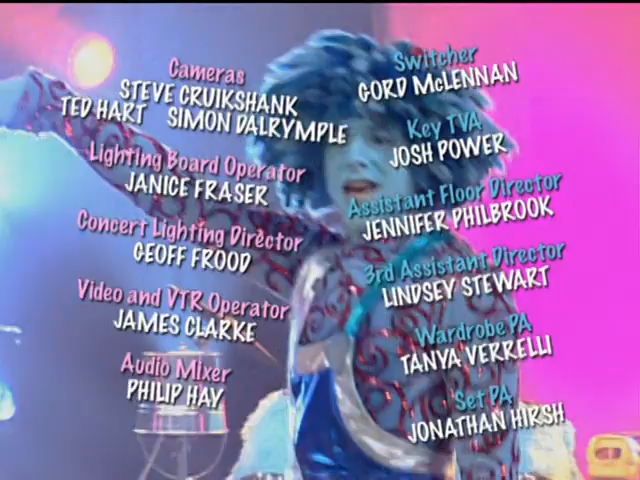 Cameras
STEVE CRUIKSHANK
TED HART SIMON DALRYMPLE
Lighting Board Operator
JANICE FRASER
Concert Lighting Director
GEOFF FROOD
Video and VTR Operator
JAMES CLARKE
Audio Mixer
PHILIP HAY
Switcher
GORD McLENNAN
Key TVA
JOSH POWER
Assistant Floor Director
JENNIFER PHILBROOK
3rd Assistant Director
LINDSEY STEWART
Wardrobe PA
TANYA VERRELLI
Set PA
JONATHAN HIRSH